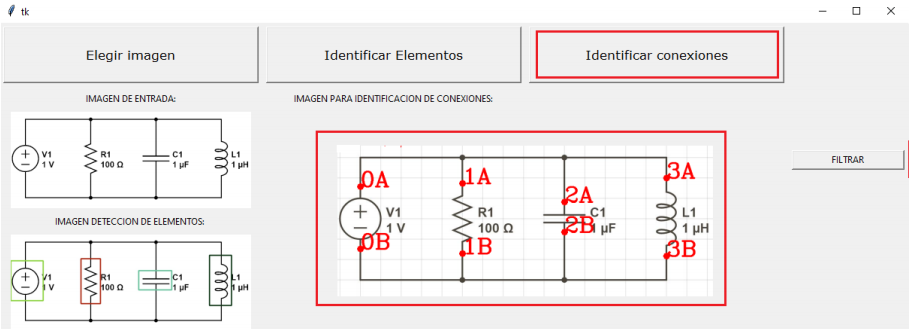 tk
Elegir imagen
Identificar Elementos
Identificar conexiones
IMAGEN DE ENTRADA:
IMAGEN PARA IDENTIFICACION DE CONEXIONES:
V1
1 V
R1
100 Ω
C1
1 µF
L1
1 µH
FILTRAR
0A
1A
2A
3A
V1
1 V
R1
100 Ω
C1
µF
L1
1 µH
0B
1B
2B
3B
IMAGEN DETECCION DE ELEMENTOS:
V1
1 V
R1
100 Ω
C1
1 µF
L1
1 µH